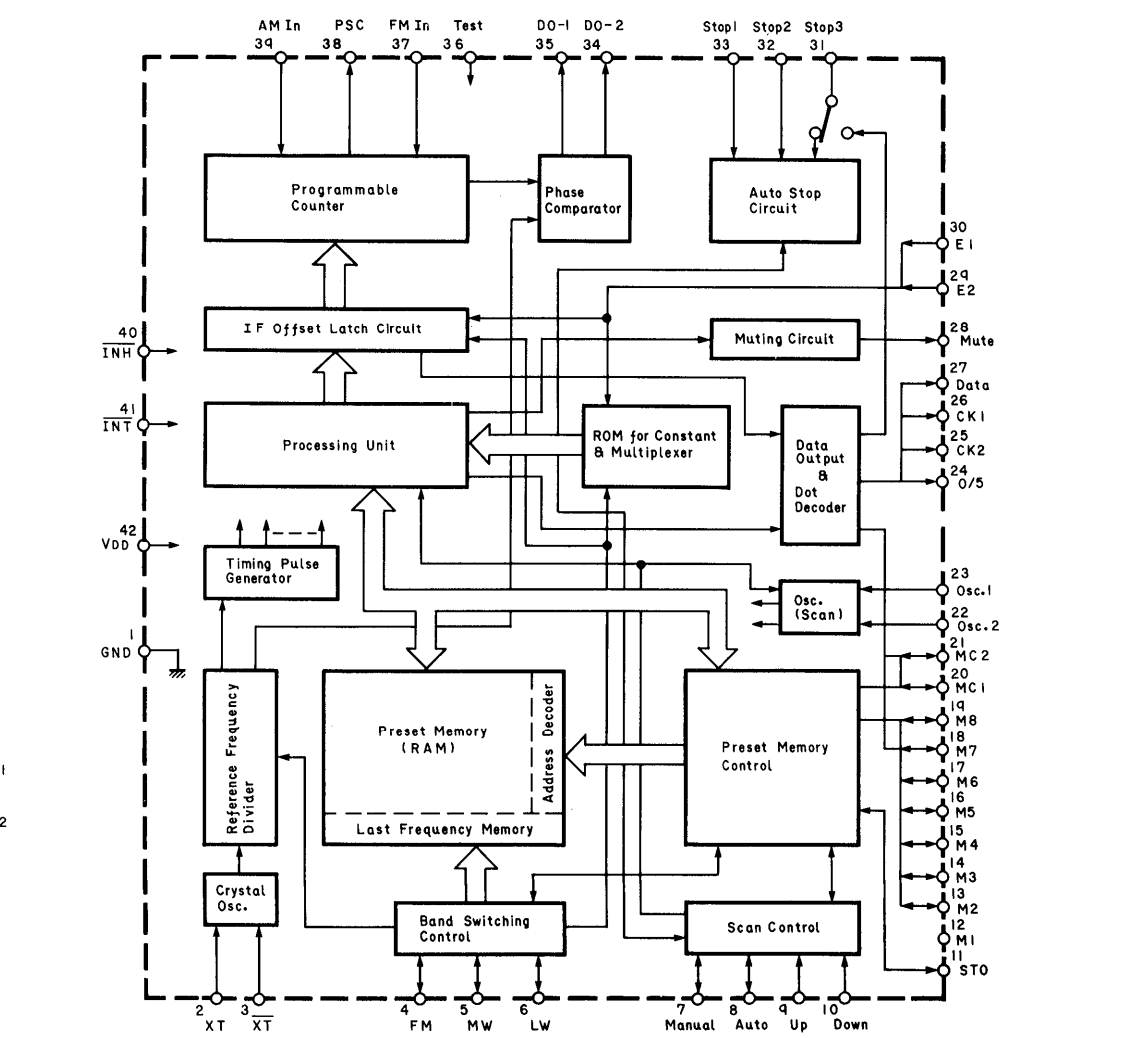 AM In
39
PSC
38
FM In
37
Test
36
DO-1
35
DO-2
34
Stop1
33
Stop2
32
Stop3
31
Programmable
Counter
Phase
Comparator
Auto Stop
Circuit
30
E1
29
E2
IF Offset Latch Circuit
Muting Circuit
28
Mute
40
INH
41
INT
27
Data
26
CK1
25
CK2
24
O/5
Processing Unit
ROM for Constant
& Multiplexer
Data
Output
&
Dot
Decoder
42
VDD
Timing Pulse
Generator
Osc.
(Scan)
23
Osc.1
22
Osc.2
1
GND
21
MC2
20
MC1
19
M8
18
M7
17
M6
16
M5
15
M4
14
M3
13
M2
12
M1
11
STO
Reference Frequency
Divider
Preset Memory
(RAM)
Address Decoder
Last Frequency Memory
Preset Memory
Control
1
2
Crystal
Osc.
Band Switching
Control
Scan Control
2
XT
3
XT
4
FM
5
MW
6
LW
7
Manual
8
Auto
9
Up
10
Down